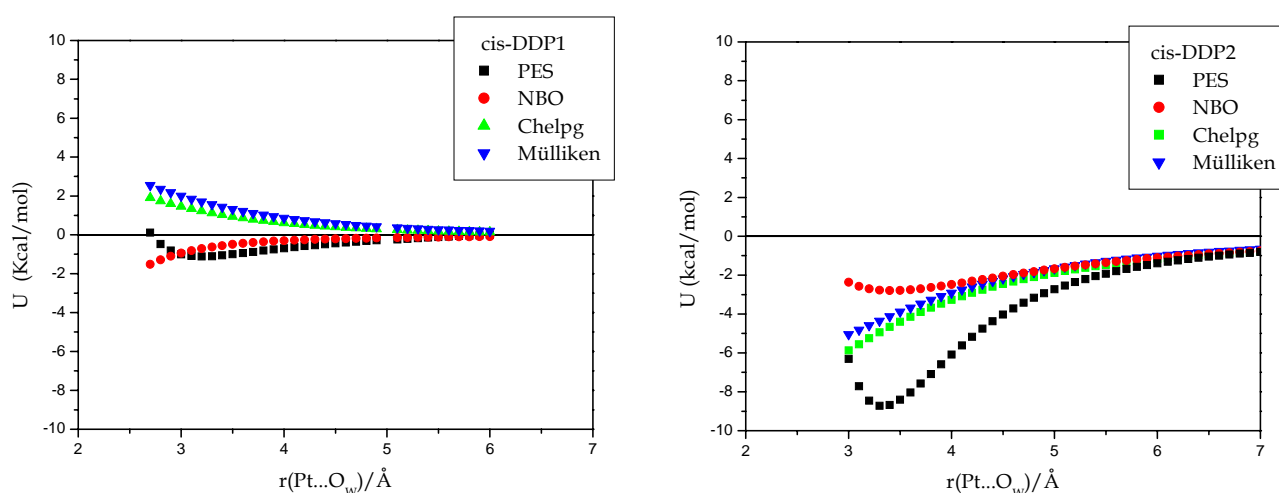 cis-DDP1
PES
NBO
Chelpg
Mülliken
10
8
6
4
2
0
-2
-4
-6
-8
-10
U (Kcal/mol)
2
3
4
5
6
7
r(Pt...O_w)/Å
cis-DDP2
PES
NBO
Chelpg
Mülliken
10
8
6
4
2
0
-2
-4
-6
-8
-10
U (kcal/mol)
2
3
4
5
6
7
r(Pt...O_w)/Å